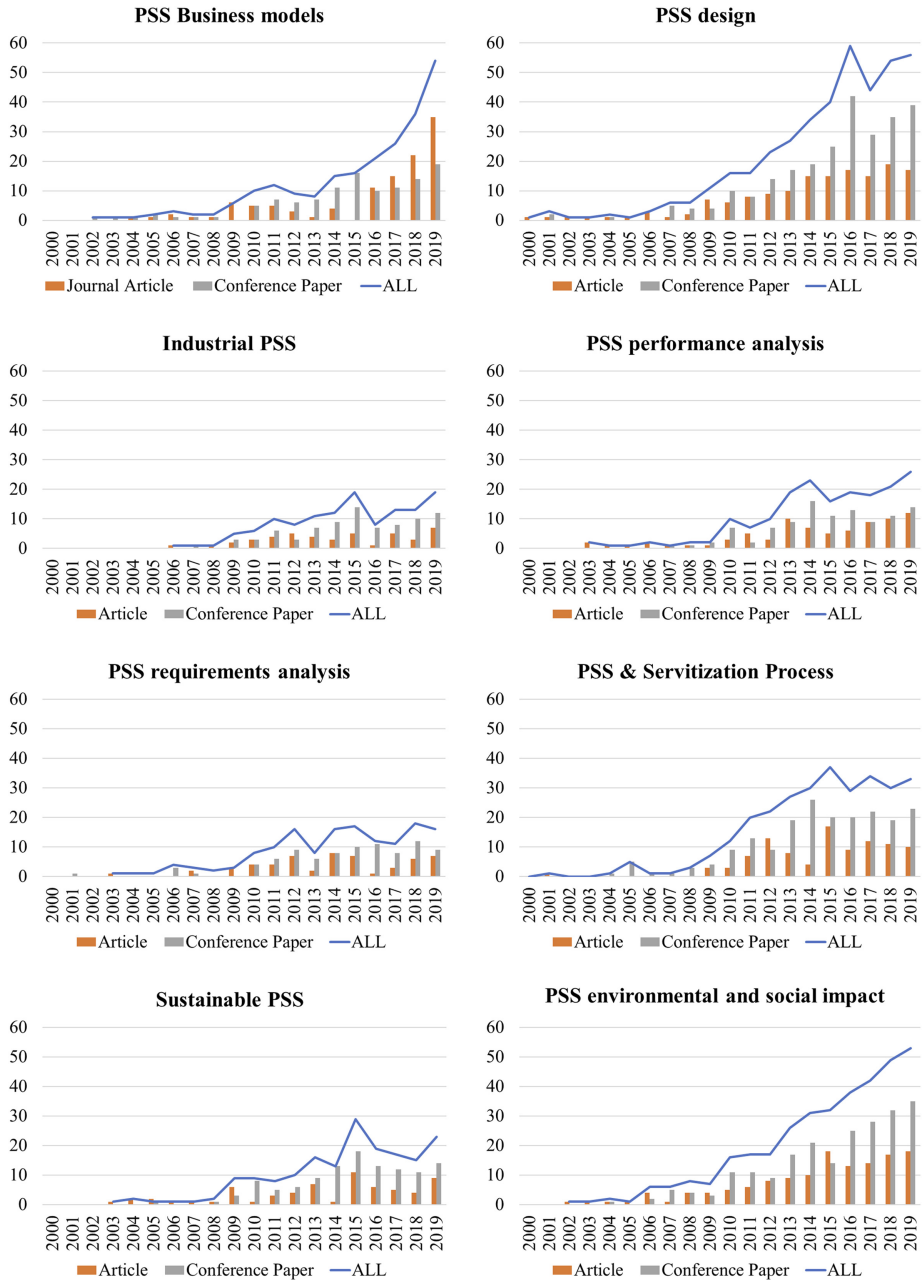 PSS Business models
60
50
40
30
20
10
0
2000 2001 2002 2003 2004 2005 2006 2007 2008 2009 2010 2011 2012 2013 2014 2015 2016 2017 2018 2019
Journal Article Conference Paper ALL
PSS design
60
50
40
30
20
10
0
2000 2001 2002 2003 2004 2005 2006 2007 2008 2009 2010 2011 2012 2013 2014 2015 2016 2017 2018 2019
Article Conference Paper ALL
Industrial PSS
60
50
40
30
20
10
0
2000 2001 2002 2003 2004 2005 2006 2007 2008 2009 2010 2011 2012 2013 2014 2015 2016 2017 2018 2019
Article Conference Paper ALL
PSS performance analysis
60
50
40
30
20
10
0
2000 2001 2002 2003 2004 2005 2006 2007 2008 2009 2010 2011 2012 2013 2014 2015 2016 2017 2018 2019
Article Conference Paper ALL
PSS requirements analysis
60
50
40
30
20
10
0
2000 2001 2002 2003 2004 2005 2006 2007 2008 2009 2010 2011 2012 2013 2014 2015 2016 2017 2018 2019
Article Conference Paper ALL
PSS & Servitization Process
60
50
40
30
20
10
0
2000 2001 2002 2003 2004 2005 2006 2007 2008 2009 2010 2011 2012 2013 2014 2015 2016 2017 2018 2019
Article Conference Paper ALL
Sustainable PSS
60
50
40
30
20
10
0
2000 2001 2002 2003 2004 2005 2006 2007 2008 2009 2010 2011 2012 2013 2014 2015 2016 2017 2018 2019
Article Conference Paper ALL
PSS environmental and social impact
60
50
40
30
20
10
0
2000 2001 2002 2003 2004 2005 2006 2007 2008 2009 2010 2011 2012 2013 2014 2015 2016 2017 2018 2019
Article Conference Paper ALL